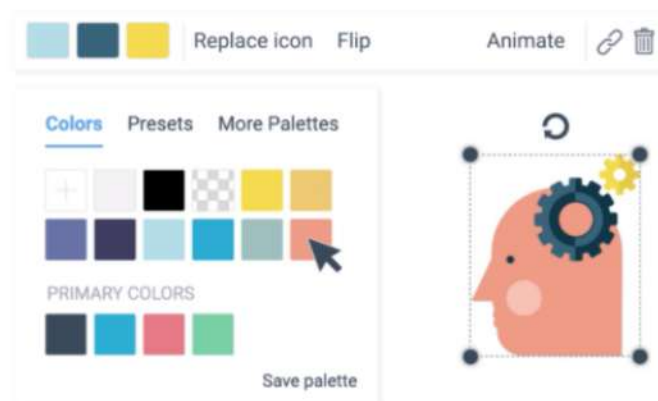 Replace icon Flip Animate
Colors Presets More Palettes
PRIMARY COLORS
Save palette